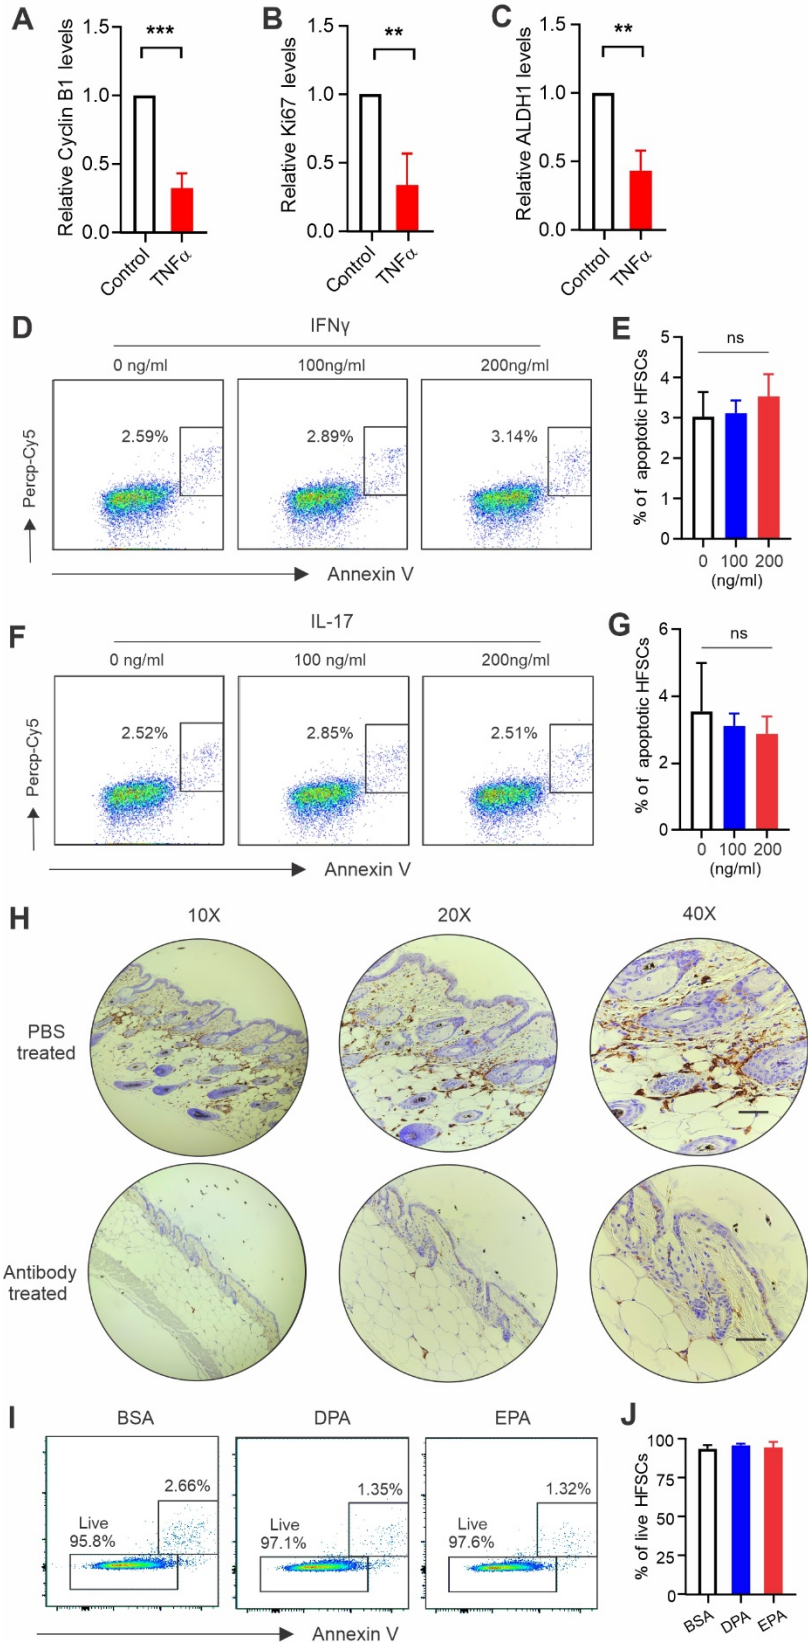 A
Relative Cyclin B1 levels
1.5
1.0
0.5
0.0
***
Control
TNFα
B
Relative Ki67 levels
1.5
1.0
0.5
0.0
**
Control
TNFα
C
Relative ALDH1 levels
1.5
1.0
0.5
0.0
**
Control
TNFα
D
IFNγ
0 ng/ml
100ng/ml
200ng/ml
Percp-Cy5
2.59%
2.89%
3.14%
Annexin V
E
% of apoptotic HFSCs
5
4
3
2
1
0
ns
0 100 200
(ng/ml)
F
IL-17
0 ng/ml
100 ng/ml
200ng/ml
Percp-Cy5
2.52%
2.85%
2.51%
Annexin V
G
% of apoptotic HFSCs
6
4
2
0
ns
0 100 200
(ng/ml)
H
10X
20X
40X
PBS
treated
Antibody
treated
I
BSA
DPA
EPA
2.66%
Live
95.8%
1.35%
Live
97.1%
1.32%
Live
97.6%
Annexin V
J
% of live HFSCs
100
75
50
25
0
BSA
DPA
EPA